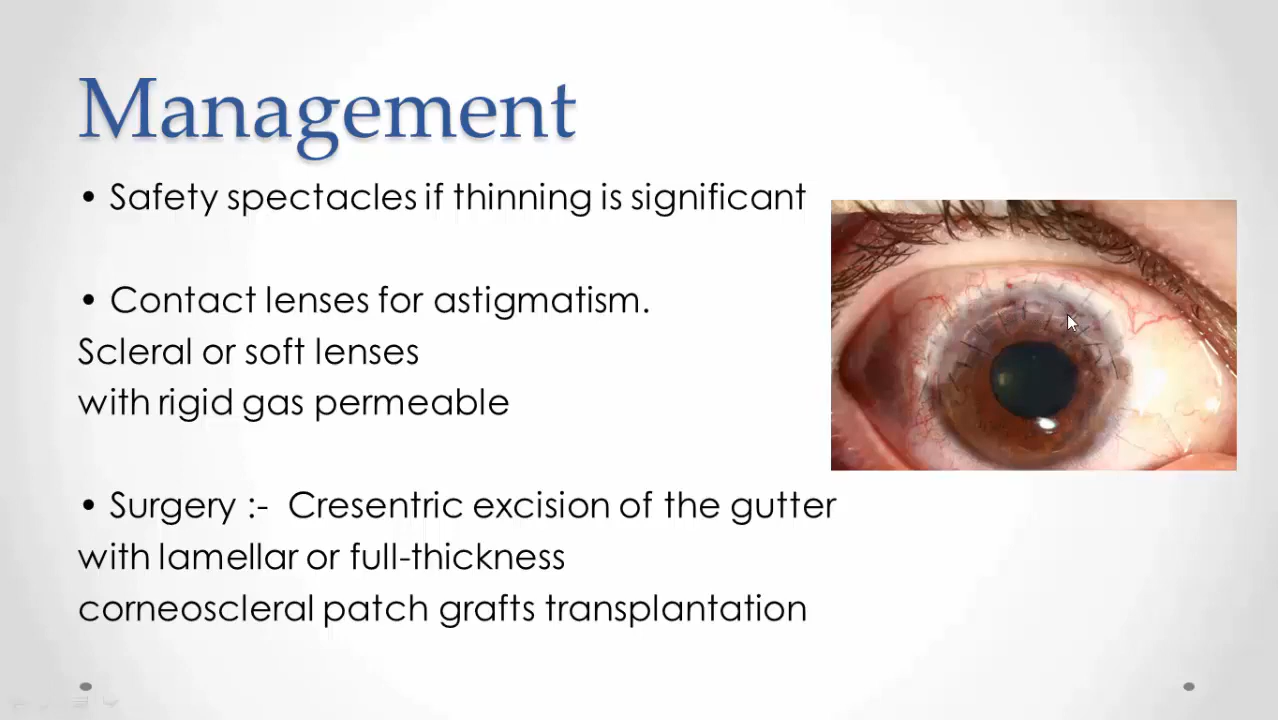 Management
• Safety spectacles if thinning is significant
• Contact lenses for astigmatism.
Scleral or soft lenses
with rigid gas permeable
• Surgery :- Cresentric excision of the gutter
with lamellar or full-thickness
corneoscleral patch grafts transplantation